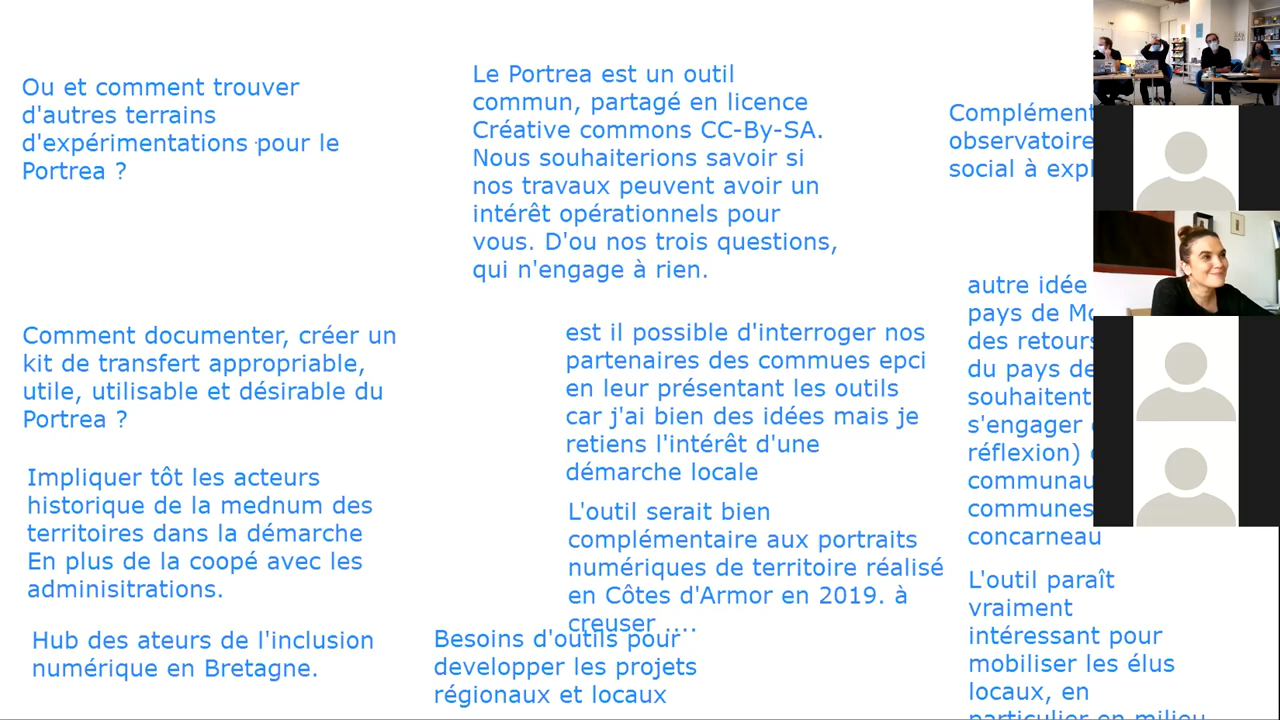 Ou et comment trouver
d'autres terrains
d'expérimentations pour le
Portrea ?
Comment documenter, créer un
kit de transfert appropriable,
utile, utilisable et désirable du
Portrea ?
Impliquer tôt les acteurs
historique de la mednum des
territoires dans la démarche
En plus de la coopé avec les
adminisitrations.
Hub des ateurs de l'inclusion
numérique en Bretagne.
Le Portrea est un outil
commun, partagé en licence
Créative commons CC-By-SA.
Nous souhaiterions savoir si
nos travaux peuvent avoir un
intérêt opérationnels pour
vous. D'ou nos trois questions,
qui n'engage à rien.
est il possible d'interroger nos
partenaires des commues epci
en leur présentant les outils
car j'ai bien des idées mais je
retiens l'intérêt d'une
démarche locale
L'outil serait bien
complémentaire aux portraits
numériques de territoire réalisé
en Côtes d'Armor en 2019. à
creuser ....
Besoins d'outils pour
developper les projets
régionaux et locaux
observatoire
social à
autre idée
pays de
des retours
du pays de
souhaitent
s'engager
réflexion)
communes
concarneau
L'outil paraît
vraiment
intéressant pour
mobiliser les élus
locaux, en
particulier en milieu